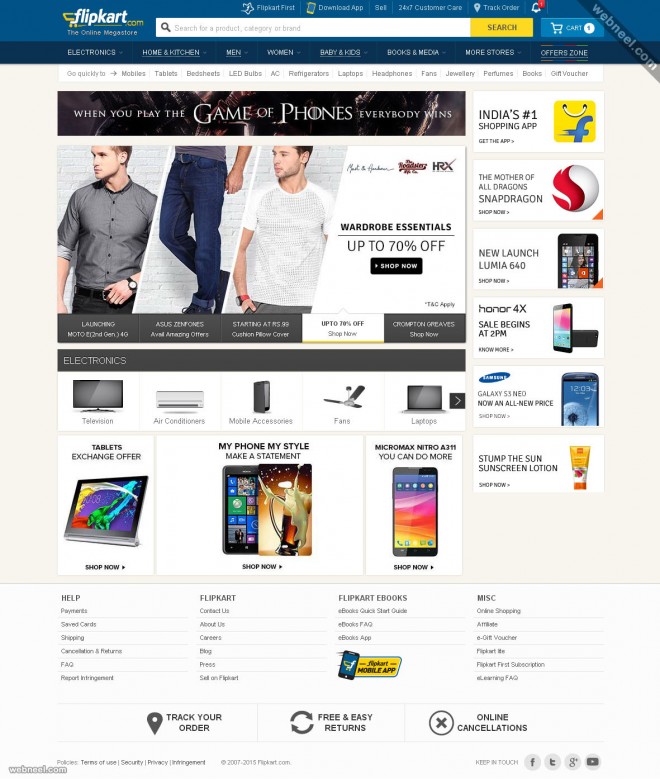 flipkart.com
The Online Megastore
Flipkart First
Download App
Sell
24x7 Customer Care
Track Order
1
Search for a product, category or brand
SEARCH
CART 1
webneel.com
ELECTRONICS
HOME & KITCHEN
MEN
WOMEN
BABY & KIDS
BOOKS & MEDIA
MORE STORES
OFFERS ZONE
Go quickly to → Mobiles Tablets Bedsheets LED Bulbs AC Refrigerators Laptops Headphones Fans Jewellery Perfumes Books Gift Voucher
WHEN YOU PLAY THE GAME OF PHONES EVERYBODY WINS
INDIA'S #1
SHOPPING APP
GET THE APP >
THE MOTHER OF
ALL DRAGONS
SNAPDRAGON
SHOP NOW >
NEW LAUNCH
LUMIA 640
SHOP NOW >
honor 4X
SALE BEGINS
AT 2PM
KNOW MORE >
SAMSUNG
GALAXY S3 NEO
NOW AN ALL-NEW PRICE
SHOP NOW >
STUMP THE SUN
SUNSCREEN LOTION
SHOP NOW >
The Roadster Life Co.
HRX
WARDROBE ESSENTIALS
UP TO 70% OFF
SHOP NOW
*T&C Apply
LAUNCHING
MOTO E(2nd Gen.) 4G
ASUS ZENFONES
Avail Amazing Offers
STARTING AT RS.99
Cushion Pillow Cover
UPTO 70% OFF
Shop Now
CROMPTON GREAVES
Shop Now
ELECTRONICS
Television
Air Conditioners
Mobile Accessories
Fans
Laptops
TABLETS
EXCHANGE OFFER
SHOP NOW
MY PHONE MY STYLE
MAKE A STATEMENT
SHOP NOW
MICROMAX NITRO A311
YOU CAN DO MORE
SHOP NOW
HELP
Payments
Saved Cards
Shipping
Cancellation & Returns
FAQ
Report Infringement
FLIPKART
Contact Us
About Us
Careers
Blog
Press
Sell on Flipkart
FLIPKART EBOOKS
eBooks Quick Start Guide
eBooks FAQ
eBooks App
flipkart
MOBILE APP
MISC
Online Shopping
Affiliate
e-Gift Voucher
Flipkart lite
Flipkart First Subscription
eLearning FAQ
TRACK YOUR
ORDER
FREE & EASY
RETURNS
ONLINE
CANCELLATIONS
Policies: Terms of use | Security | Privacy | Infringement
© 2007-2015 Flipkart.com.
KEEP IN TOUCH
webneel.com